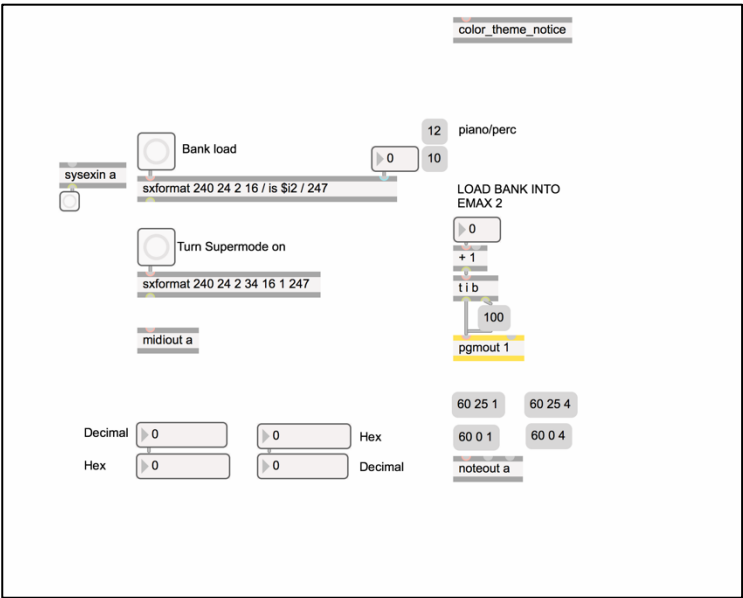 color_theme_notice
12
piano/perc
Bank load
0
10
sysexin a
sxformat 240 24 2 16 / is $i2 / 247
LOAD BANK INTO
EMAX 2
0
Turn Supermode on
+ 1
sxformat 240 24 2 34 16 1 247
t i b
100
midiout a
pgmout 1
60 25 1
60 25 4
Decimal
0
0
Hex
60 0 1
60 0 4
Hex
0
0
Decimal
noteout a